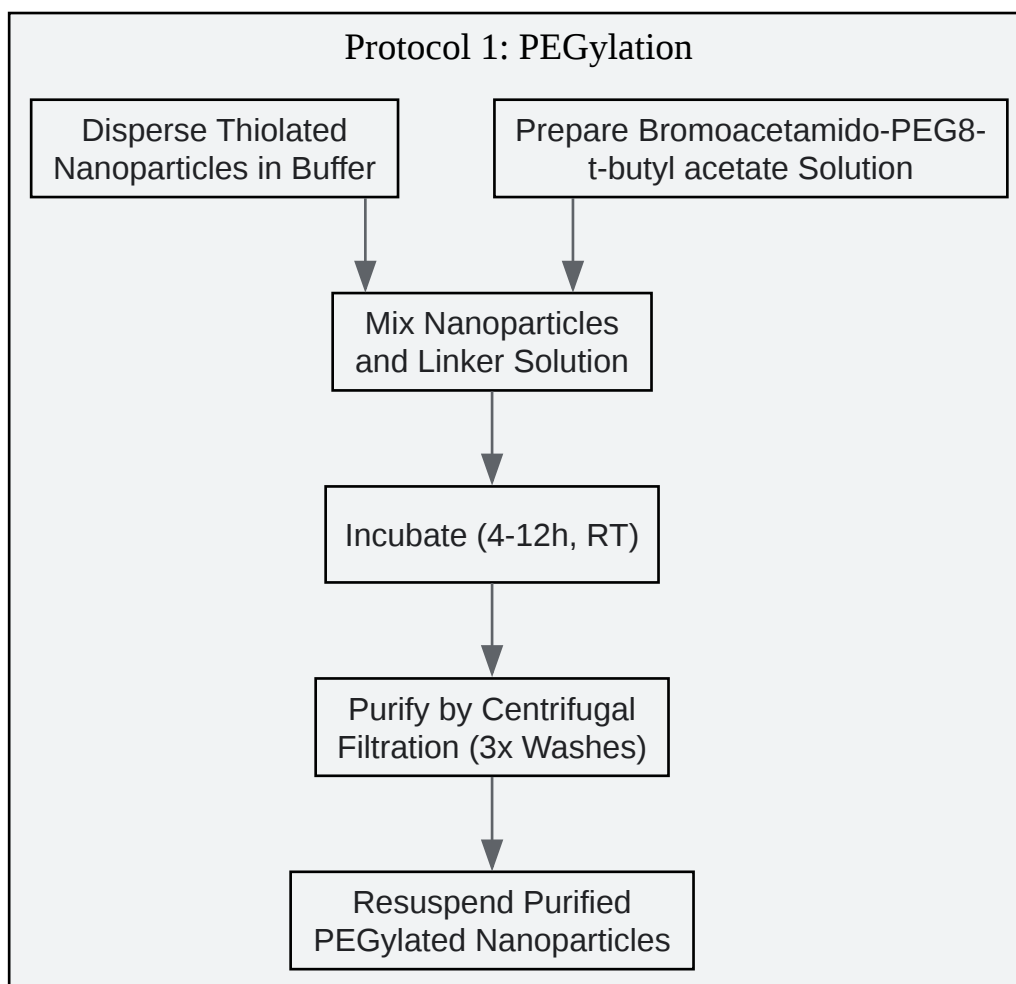 Protocol 1: PEGylation
Disperse Thiolated
Nanoparticles in Buffer
Prepare Bromoacetamido-PEG8-
t-butyl acetate Solution
Mix Nanoparticles
and Linker Solution
Incubate (4-12h, RT)
Purify by Centrifugal
Filtration (3x Washes)
Resuspend Purified
PEGylated Nanoparticles